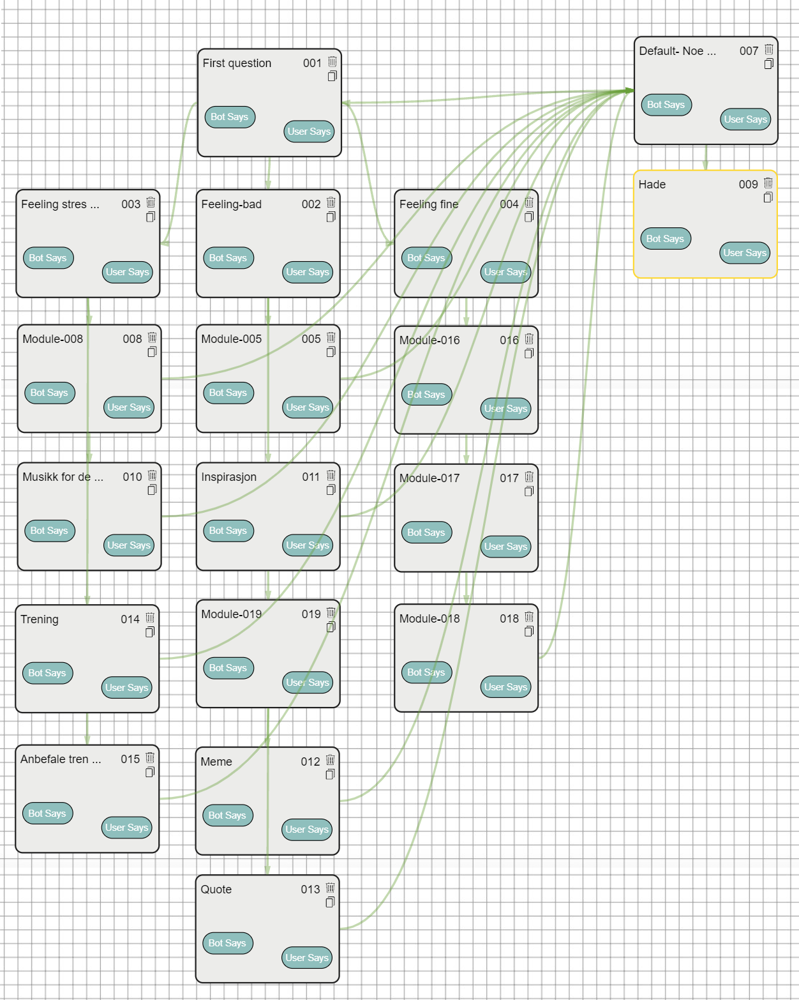 First question 001
Bot Says
User Says
Default- Noe ... 007
Bot Says
User Says
Feeling stres ... 003
Bot Says
User Says
Feeling-bad 002
Bot Says
User Says
Feeling fine 004
Bot Says
User Says
Hade 009
Bot Says
User Says
Module-008 008
Bot Says
User Says
Module-005 005
Bot Says
User Says
Module-016 016
Bot Says
User Says
Musikk for de ... 010
Bot Says
User Says
Inspirasjon 011
Bot Says
User Says
Module-017 017
Bot Says
User Says
Trening 014
Bot Says
User Says
Module-019 019
Bot Says
User Says
Module-018 018
Bot Says
User Says
Anbefale tren ... 015
Bot Says
User Says
Meme 012
Bot Says
User Says
Quote 013
Bot Says
User Says